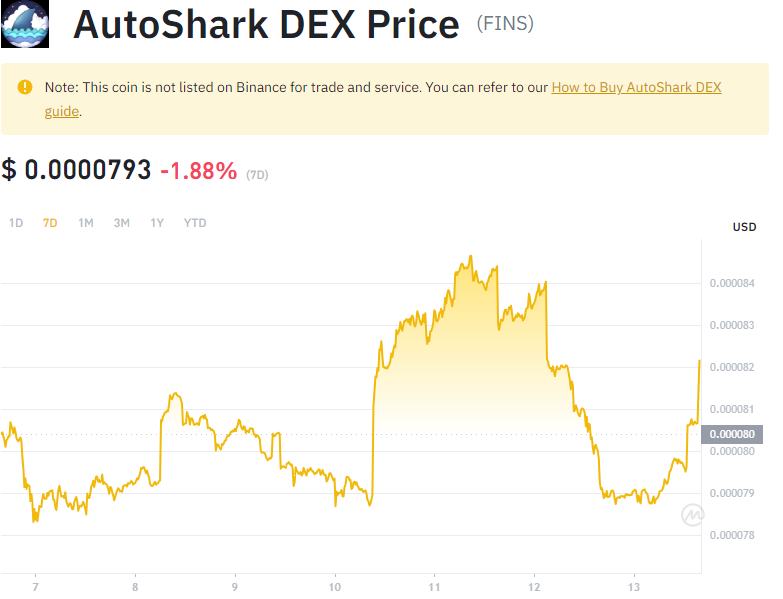 AutoShark DEX Price (FINS)
Note: This coin is not listed on Binance for trade and service. You can refer to our How to Buy AutoShark DEX
guide.
$ 0.0000793 -1.88% (7D)
1D 7D 1M 3M 1Y YTD
USD
0.000084
0.000083
0.000082
0.000081
0.000080
0.000080
0.000079
0.000078
7 8 9 10 11 12 13